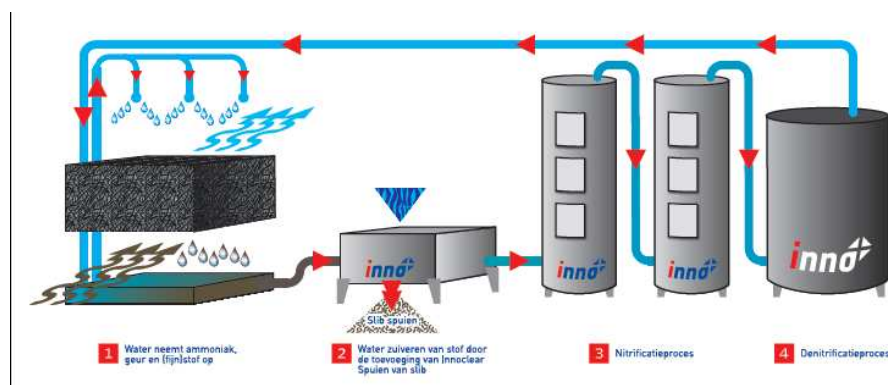 inno
inno
inno
inno
Slib spuien
1 Water neemt ammoniak,
geur en (fijn)stof op
2 Water zuiveren van stof door
de toevoeging van Innoclear
Spuien van slib
3 Nitrificatieproces
4 Denitrificatieproces